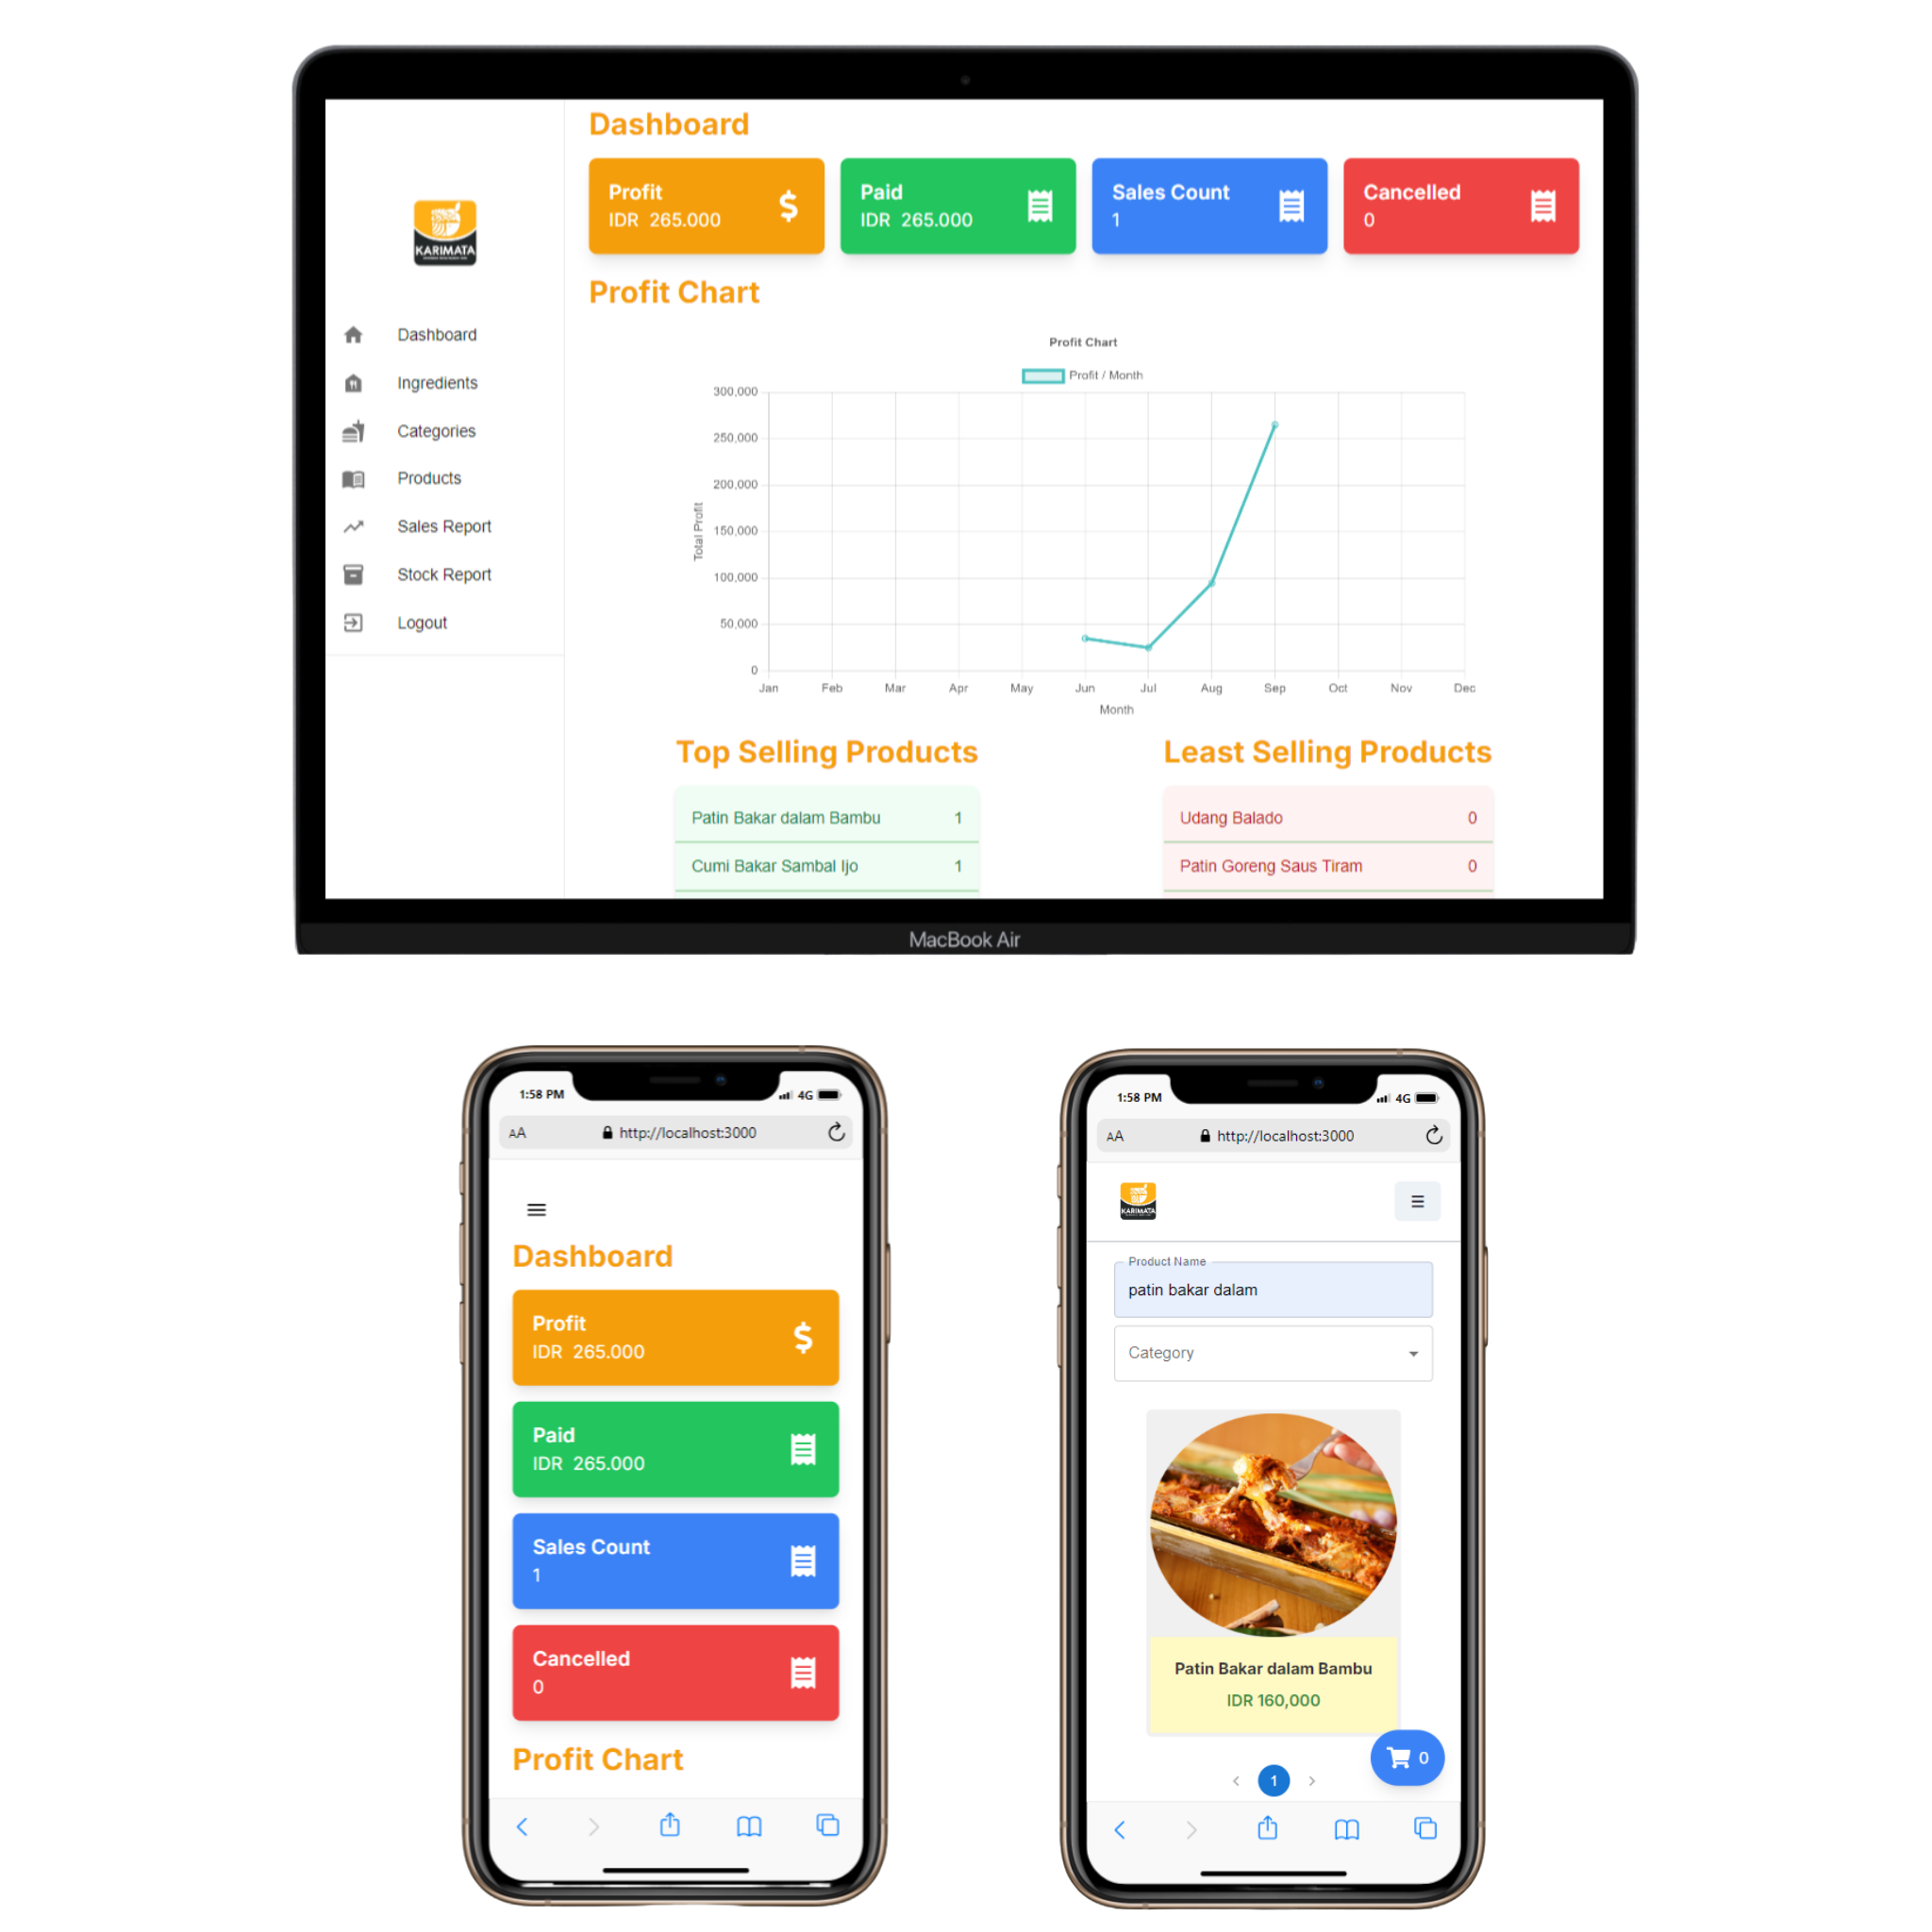 Dashboard
Profit
IDR 265.000
Paid
IDR 265.000
Sales Count
1
Cancelled
0
KARIMATA
Dashboard
Ingredients
Categories
Products
Sales Report
Stock Report
Logout
Profit Chart
Profit Chart
Profit / Month
300,000
250,000
200,000
150,000
100,000
50,000
0
Total Profit
Jan Feb Mar Apr May Jun Jul Aug Sep Oct Nov Dec
Month
Top Selling Products
Patin Bakar dalam Bambu 1
Cumi Bakar Sambal Ijo 1
Least Selling Products
Udang Balado 0
Patin Goreng Saus Tiram 0
MacBook Air
1:58 PM 4G
AA http://localhost:3000
Dashboard
Profit
IDR 265.000
Paid
IDR 265.000
Sales Count
1
Cancelled
0
Profit Chart
1:58 PM 4G
AA http://localhost:3000
KARIMATA
Product Name
patin bakar dalam
Category
Patin Bakar dalam Bambu
IDR 160,000
0
1